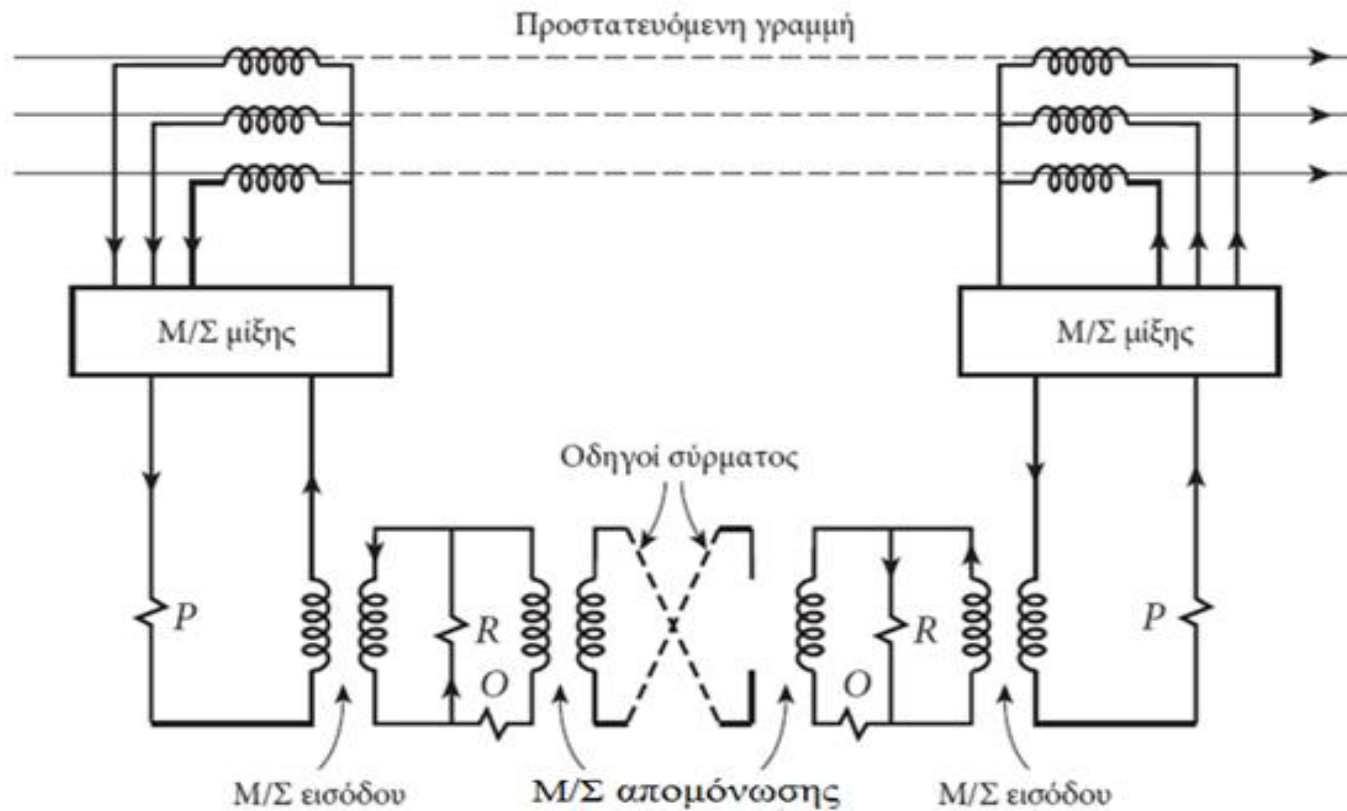 Προστατευόμενη γραμμή
Μ/Σ μίξης
Μ/Σ μίξης
Οδηγοί σύρματος
P
R
O
O
R
P
Μ/Σ εισόδου
Μ/Σ απομόνωσης
Μ/Σ εισόδου